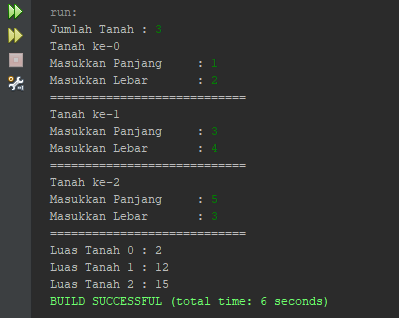 run:
Jumlah Tanah : 3
Tanah ke-0
Masukkan Panjang     : 1
Masukkan Lebar       : 2
============================
Tanah ke-1
Masukkan Panjang     : 3
Masukkan Lebar       : 4
============================
Tanah ke-2
Masukkan Panjang     : 5
Masukkan Lebar       : 3
============================
Luas Tanah 0 : 2
Luas Tanah 1 : 12
Luas Tanah 2 : 15
BUILD SUCCESSFUL (total time: 6 seconds)